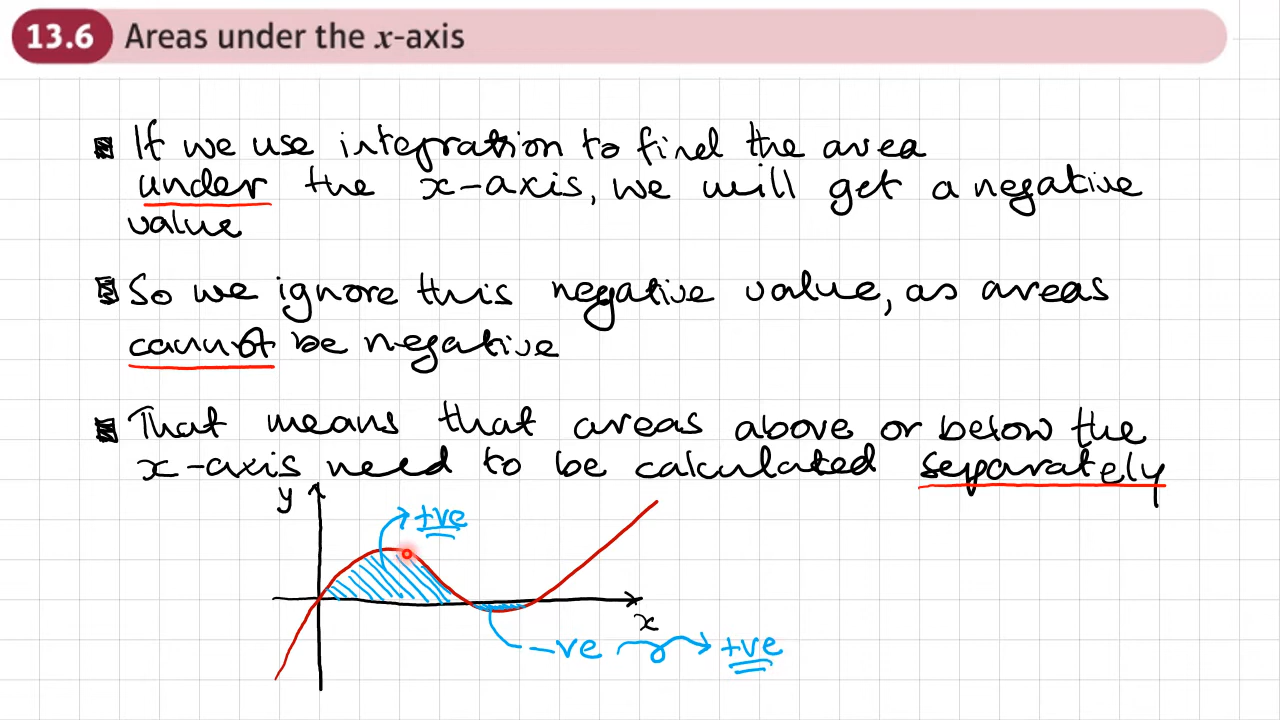 13.6 Areas under the x-axis
If we use integration to find the area
under the x-axis, we will get a negative
value
So we ignore this negative value, as areas
cannot be negative
That means that areas above or below the
x-axis need to be calculated separately
y
+ve
x
-ve
+ve